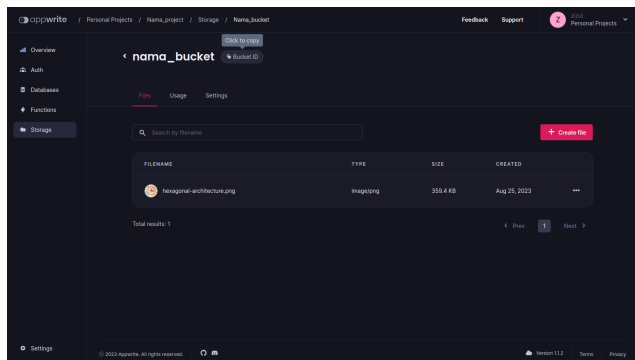 appwrite / Personal Projects / Nama_project / Storage / Nama_bucket
Feedback Support
Z
Personal Projects
Overview
Auth
Databases
Functions
Storage
Click to copy
nama_bucket
Bucket ID
Files Usage Settings
Search by filename
+ Create file
FILENAME TYPE SIZE CREATED
hexagonal-architecture.png image/png 359.4 KB Aug 25, 2023
Total results: 1
Prev 1 Next
Settings
© 2023 Appwrite. All rights reserved.
Version 1.1.2 Terms Privacy